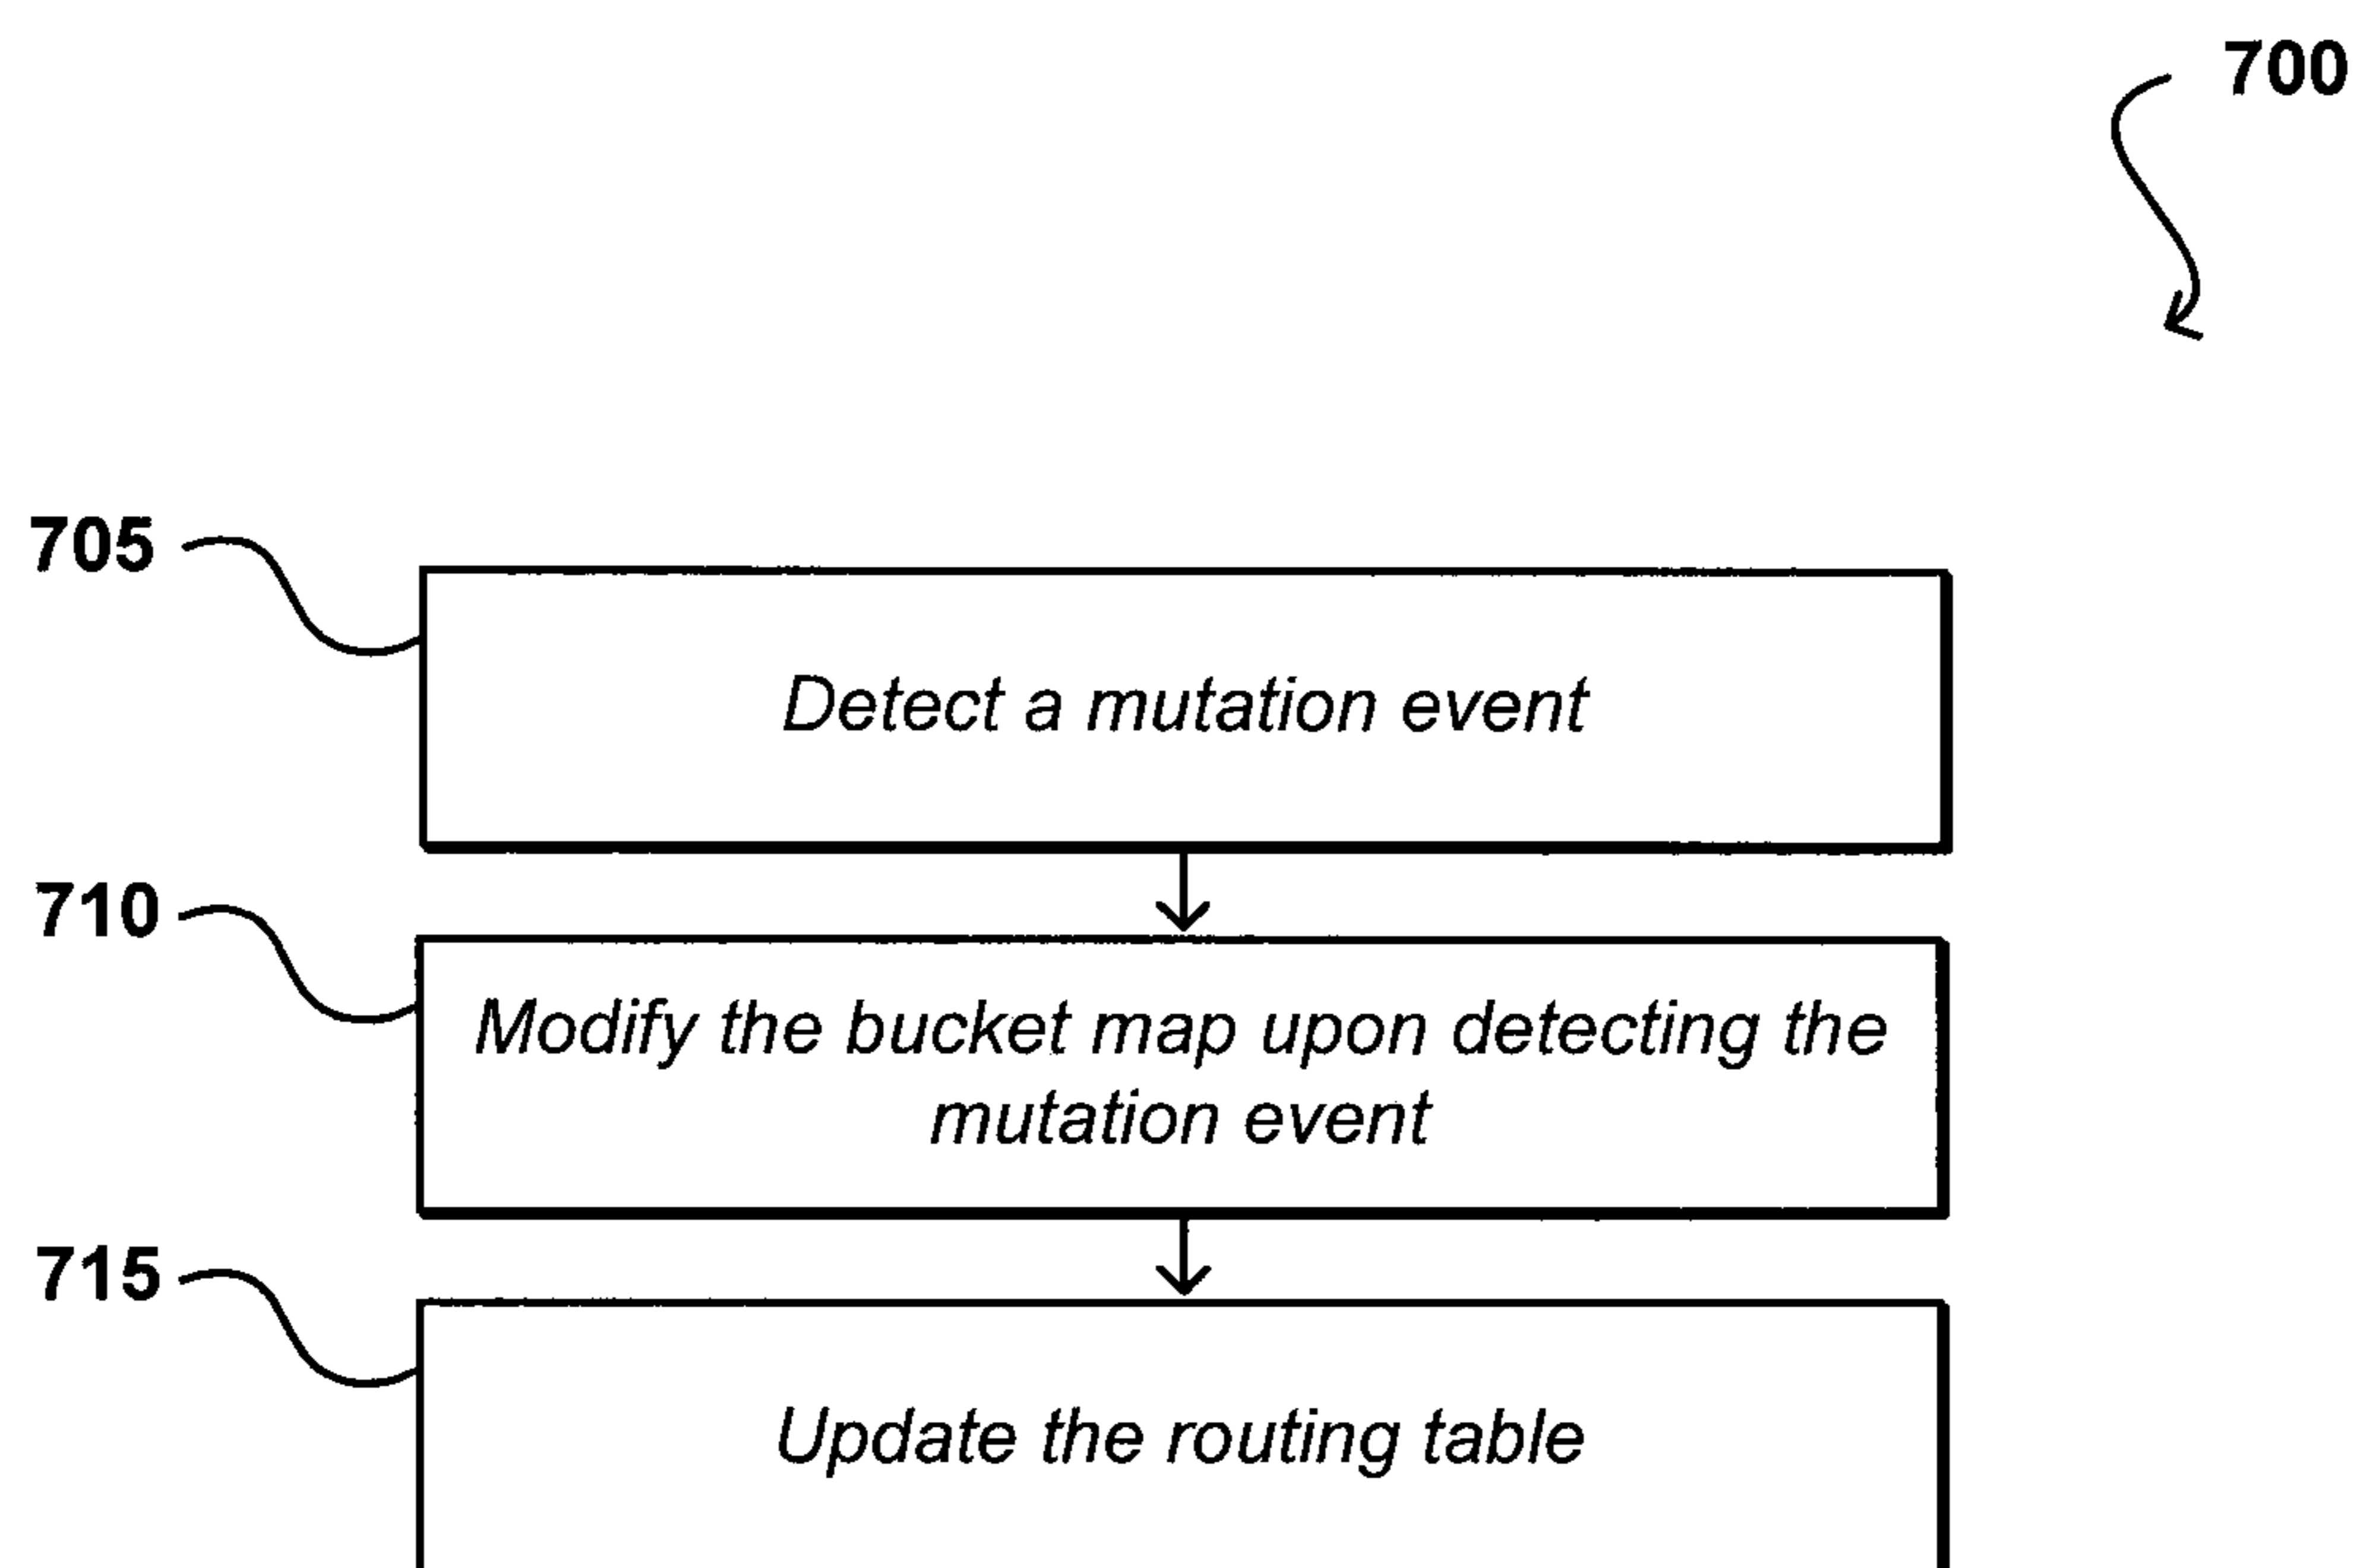 700
705
Detect a mutation event
710
Modify the bucket map upon detecting the
mutation event
715
Update the routing table